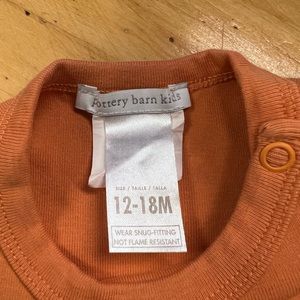 Pottery barn kids
SIZE / TAILLE / TALLA
12-18M
WEAR SNUG-FITTING
NOT FLAME RESISTANT